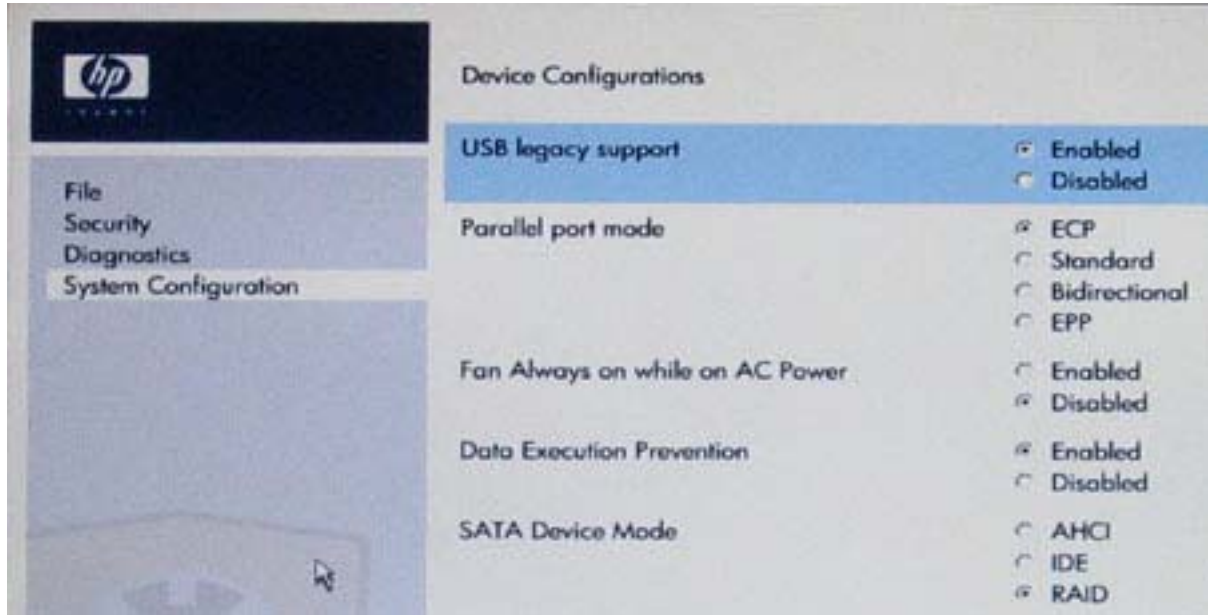 hp
invent
File
Security
Diagnostics
System Configuration
Device Configurations
USB legacy support
Enabled
Disabled
Parallel port mode
ECP
Standard
Bidirectional
EPP
Fan Always on while on AC Power
Enabled
Disabled
Data Execution Prevention
Enabled
Disabled
SATA Device Mode
AHCI
IDE
RAID